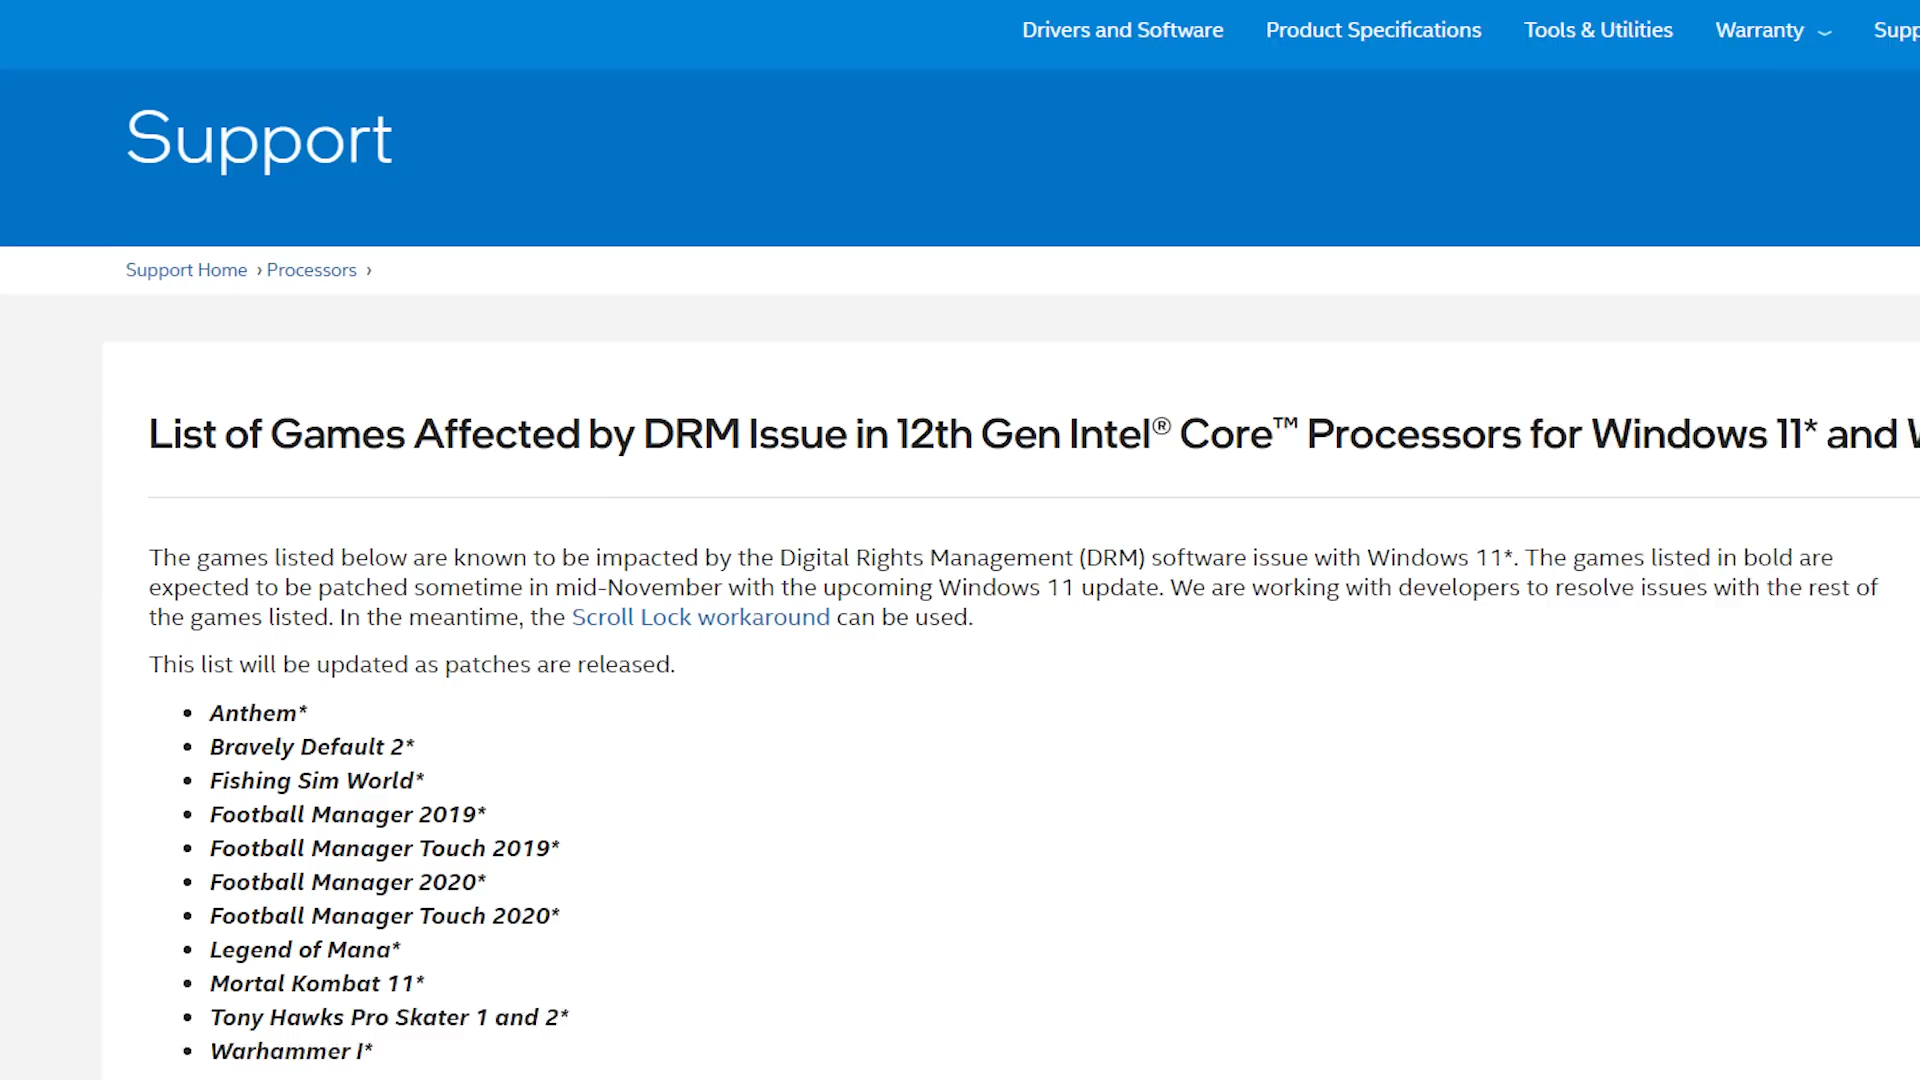 Drivers and Software Product Specifications Tools & Utilities Warranty
Support
Support Home › Processors ›
List of Games Affected by DRM Issue in 12th Gen Intel® Core™ Processors for Windows 11* and
The games listed below are known to be impacted by the Digital Rights Management (DRM) software issue with Windows 11*. The games listed in bold are
expected to be patched sometime in mid-November with the upcoming Windows 11 update. We are working with developers to resolve issues with the rest of
the games listed. In the meantime, the Scroll Lock workaround can be used.
This list will be updated as patches are released.
• Anthem*
• Bravely Default 2*
• Fishing Sim World*
• Football Manager 2019*
• Football Manager Touch 2019*
• Football Manager 2020*
• Football Manager Touch 2020*
• Legend of Mana*
• Mortal Kombat 11*
• Tony Hawks Pro Skater 1 and 2*
• Warhammer I*